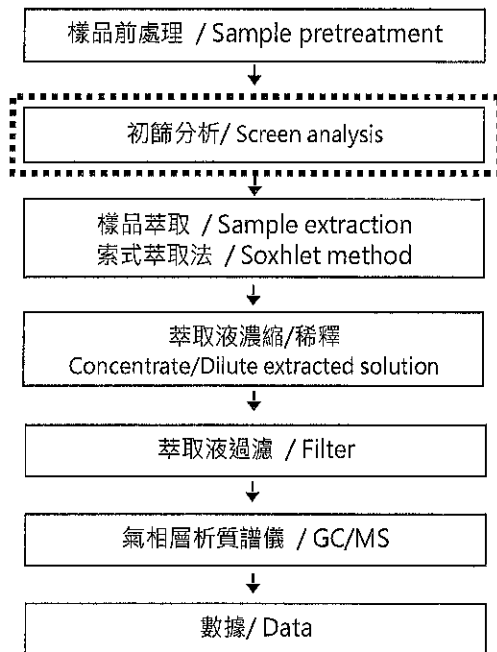 樣品前處理 / Sample pretreatment
初篩分析/ Screen analysis
樣品萃取 / Sample extraction
索式萃取法 / Soxhlet method
萃取液濃縮/稀釋
Concentrate/Dilute extracted solution
萃取液過濾 / Filter
氣相層析質譜儀 / GC/MS
數據/ Data